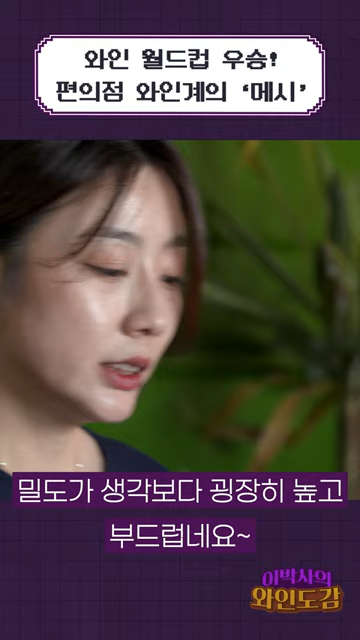 와인 월드컵 우승!
편의점 와인계의 ‘메시’
밀도가 생각보다 굉장히 높고
부드럽네요~
이박사의
와인도감